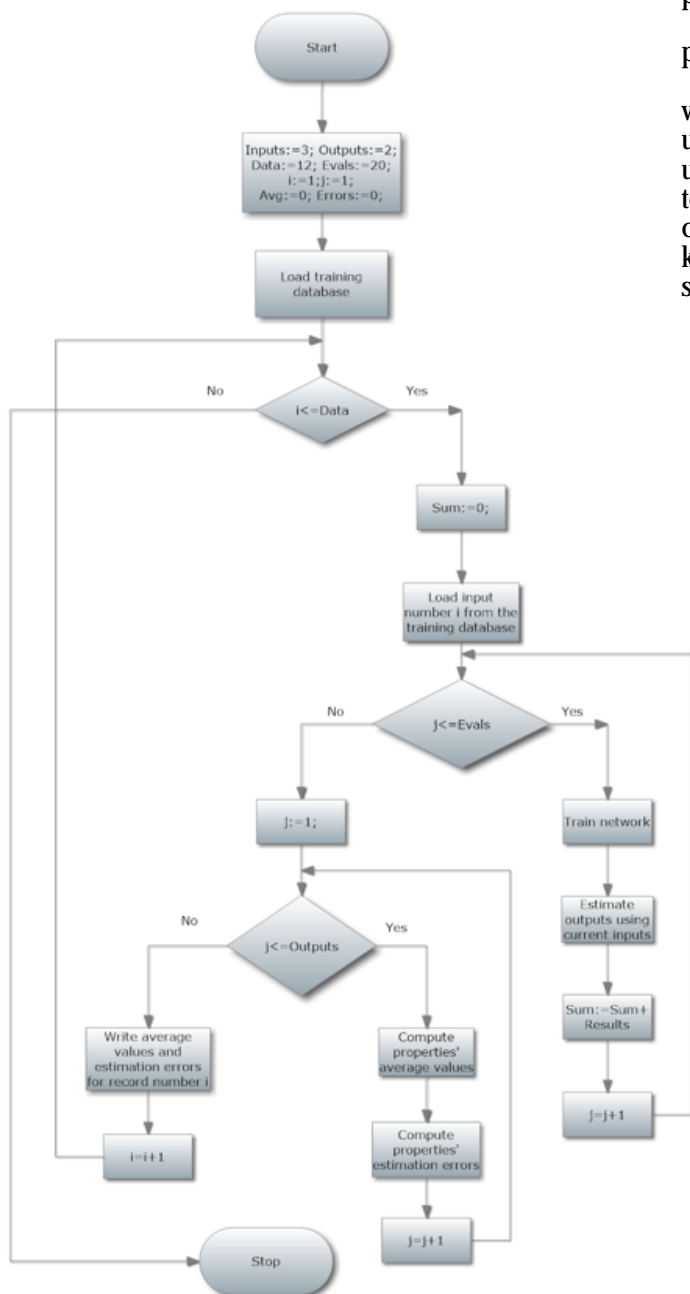 Start
Inputs:=3; Outputs:=2;
Data:=12; Evals:=20;
i:=1;j:=1;
Avg:=0; Errors:=0;
Load training
database
No
Yes
i<=Data
Sum:=0;
Load input
number i from the
training database
No
Yes
j<=Evals
j:=1;
Train network
No
Yes
j<=Outputs
Estimate
outputs using
current inputs
Write average
values and
estimation errors
for record number i
Compute
properties'
average values
Sum:=Sum+
Results
i=i+1
Compute
properties'
estimation errors
j=j+1
j=j+1
Stop